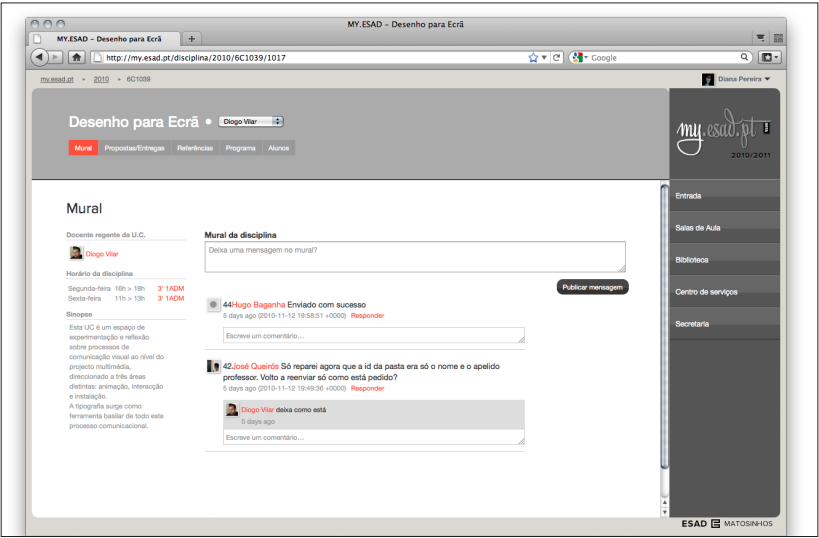 MY.ESAD – Desenho para Ecrã
MY.ESAD – Desenho para Ecrã
+
http://my.esad.pt/disciplina/2010/6C1039/1017
Google
my.esad.pt » 2010 » 6C1039
Diana Pereira
Desenho para Ecrã • Diogo Vilar
Mural Propostas/Entregas Referências Programa Alunos
my.esad.pt
2010/2011
Entrada
Salas de Aula
Biblioteca
Centro de serviços
Secretaria
Mural
Docente regente da U.C.
Diogo Vilar
Horário da disciplina
Segunda-feira 16h > 18h 3º 1ADM
Sexta-feira 11h > 13h 3º 1ADM
Sinopse
Esta UC é um espaço de
experimentação e reflexão
sobre processos de
comunicação visual ao nível do
projecto multimédia,
direccionado a três áreas
distintas: animação, interacção
e instalação.
A tipografia surge como
ferramenta basilar de todo este
processo comunicacional.
Mural da disciplina
Deixa uma mensagem no mural?
Publicar mensagem
44Hugo Baganha Enviado com sucesso
5 days ago (2010-11-12 19:58:51 +0000) Responder
Escreve um comentário...
42José Queirós Só reparei agora que a id da pasta era só o nome e o apelido
professor. Volto a reenviar só como está pedido?
6 days ago (2010-11-12 19:49:36 +0000) Responder
Diogo Vilar deixa como está
5 days ago
Escreve um comentário...
ESAD MATOSINHOS